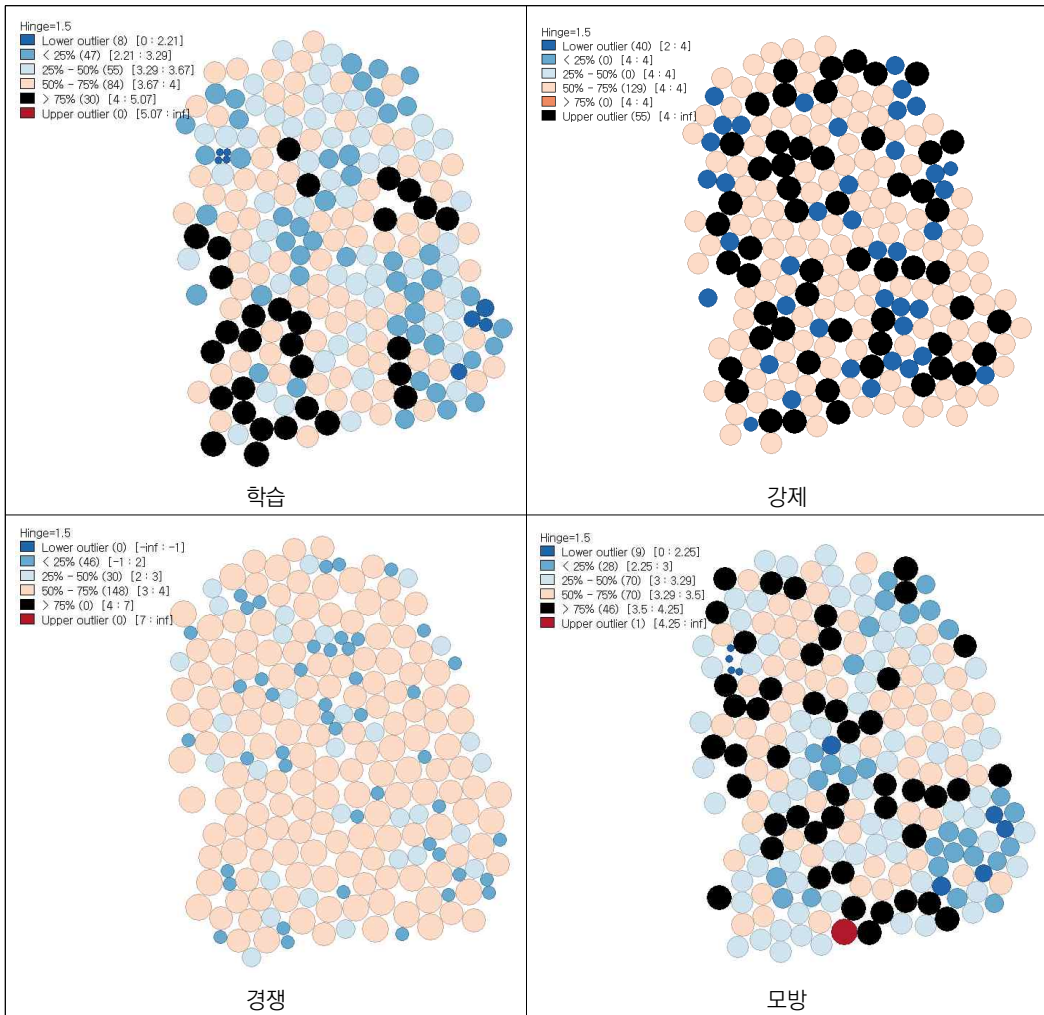 Hinge=1.5
Lower outlier (8) [0 : 2.21]
< 25% (47) [2.21 : 3.29]
25% - 50% (55) [3.29 : 3.67]
50% - 75% (84) [3.67 : 4]
> 75% (30) [4 : 5.07]
Upper outlier (0) [5.07 : inf]
학습
Hinge=1.5
Lower outlier (40) [2 : 4]
< 25% (0) [4 : 4]
25% - 50% (0) [4 : 4]
50% - 75% (129) [4 : 4]
> 75% (0) [4 : 4]
Upper outlier (55) [4 : inf]
강제
Hinge=1.5
Lower outlier (0) [-inf : -1]
< 25% (46) [-1 : 2]
25% - 50% (30) [2 : 3]
50% - 75% (148) [3 : 4]
> 75% (0) [4 : 7]
Upper outlier (0) [7 : inf]
경쟁
Hinge=1.5
Lower outlier (9) [0 : 2.25]
< 25% (28) [2.25 : 3]
25% - 50% (70) [3 : 3.29]
50% - 75% (70) [3.29 : 3.5]
> 75% (46) [3.5 : 4.25]
Upper outlier (1) [4.25 : inf]
모방